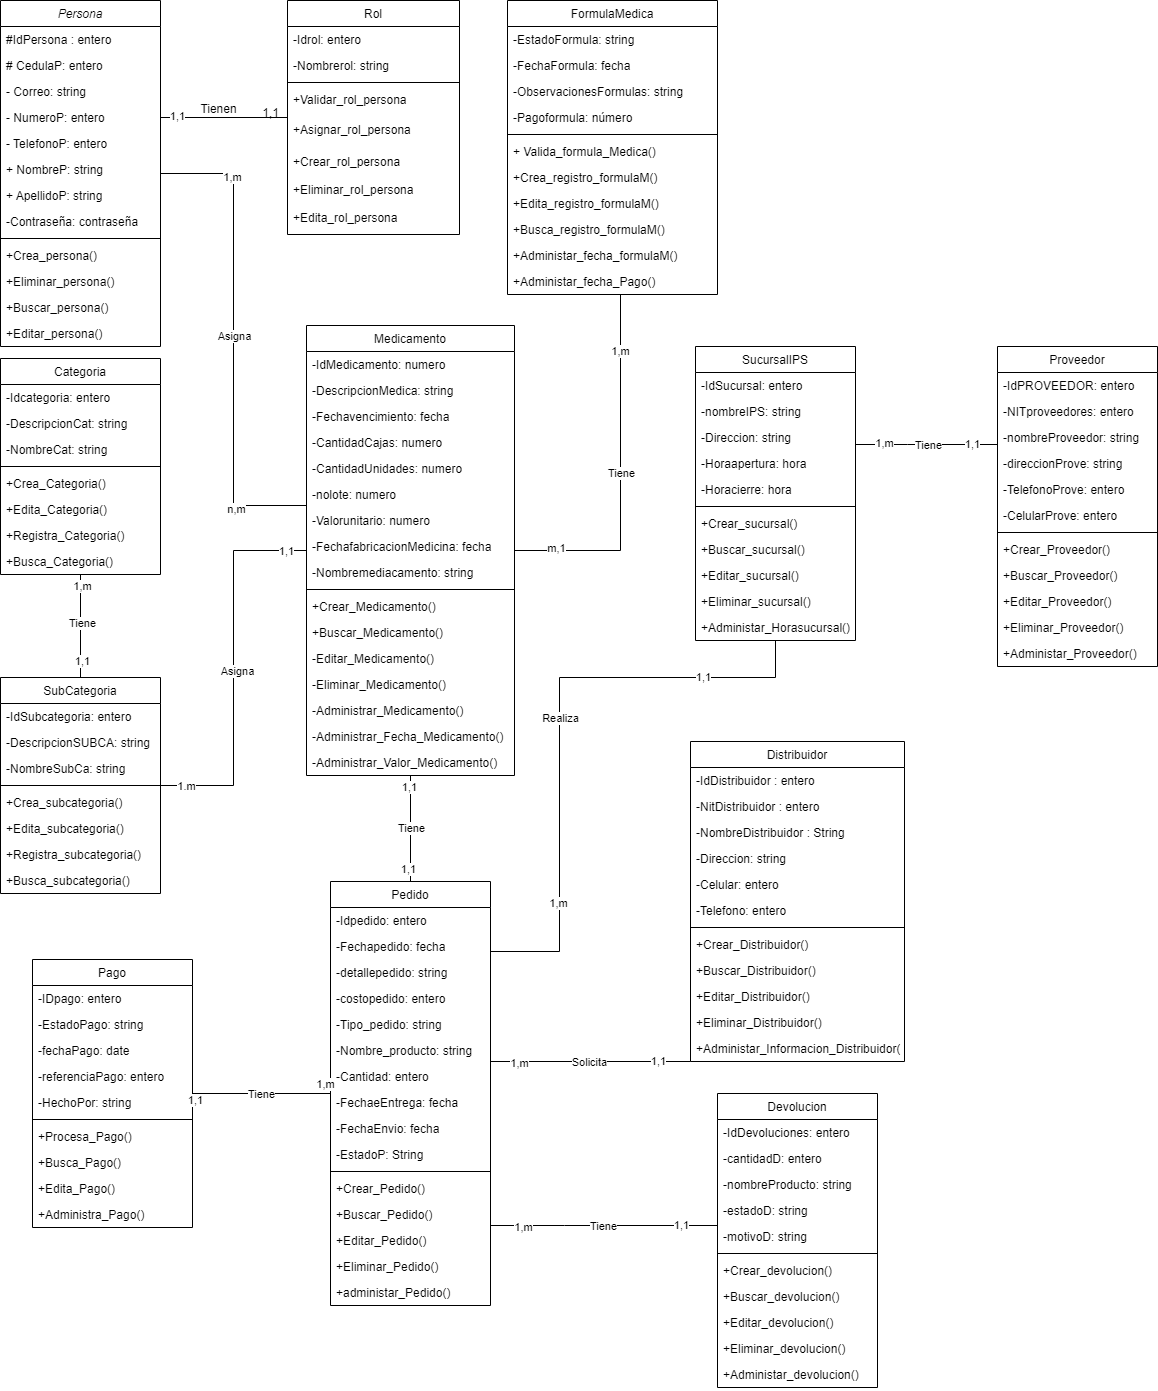 Persona
#IdPersona : entero
# CedulaP: entero
- Correo: string
- NumeroP: entero
- TelefonoP: entero
+ NombreP: string
+ ApellidoP: string
-Contraseña: contraseña
+Crea_persona()
+Eliminar_persona()
+Buscar_persona()
+Editar_persona()
1,1
Tienen
1,1
Rol
-Idrol: entero
-Nombrerol: string
+Validar_rol_persona
+Asignar_rol_persona
+Crear_rol_persona
+Eliminar_rol_persona
+Edita_rol_persona
FormulaMedica
-EstadoFormula: string
-FechaFormula: fecha
-ObservacionesFormulas: string
-Pagoformula: número
+ Valida_formula_Medica()
+Crea_registro_formulaM()
+Edita_registro_formulaM()
+Busca_registro_formulaM()
+Administar_fecha_formulaM()
+Administar_fecha_Pago()
1,m
Asigna
n,m
1,m
Tiene
m,1
Categoria
-Idcategoria: entero
-DescripcionCat: string
-NombreCat: string
+Crea_Categoria()
+Edita_Categoria()
+Registra_Categoria()
+Busca_Categoria()
1,m
Tiene
1,1
Medicamento
-IdMedicamento: numero
-DescripcionMedica: string
-Fechavencimiento: fecha
-CantidadCajas: numero
-CantidadUnidades: numero
-nolote: numero
-Valorunitario: numero
-FechafabricacionMedicina: fecha
-Nombremediacamento: string
+Crear_Medicamento()
+Buscar_Medicamento()
-Editar_Medicamento()
-Eliminar_Medicamento()
-Administrar_Medicamento()
-Administrar_Fecha_Medicamento()
-Administrar_Valor_Medicamento()
SucursalIPS
-IdSucursal: entero
-nombreIPS: string
-Direccion: string
-Horaapertura: hora
-Horacierre: hora
+Crear_sucursal()
+Buscar_sucursal()
+Editar_sucursal()
+Eliminar_sucursal()
+Administar_Horasucursal()
1,m
Tiene
1,1
Proveedor
-IdPROVEEDOR: entero
-NITproveedores: entero
-nombreProveedor: string
-direccionProve: string
-TelefonoProve: entero
-CelularProve: entero
+Crear_Proveedor()
+Buscar_Proveedor()
+Editar_Proveedor()
+Eliminar_Proveedor()
+Administar_Proveedor()
1,1
Asigna
1.m
SubCategoria
-IdSubcategoria: entero
-DescripcionSUBCA: string
-NombreSubCa: string
+Crea_subcategoria()
+Edita_subcategoria()
+Registra_subcategoria()
+Busca_subcategoria()
1,1
Tiene
1,1
1,1
Realiza
1,m
Distribuidor
-IdDistribuidor : entero
-NitDistribuidor : entero
-NombreDistribuidor : String
-Direccion: string
-Celular: entero
-Telefono: entero
+Crear_Distribuidor()
+Buscar_Distribuidor()
+Editar_Distribuidor()
+Eliminar_Distribuidor()
+Administar_Informacion_Distribuidor(
Pedido
-Idpedido: entero
-Fechapedido: fecha
-detallepedido: string
-costopedido: entero
-Tipo_pedido: string
-Nombre_producto: string
-Cantidad: entero
-FechaeEntrega: fecha
-FechaEnvio: fecha
-EstadoP: String
+Crear_Pedido()
+Buscar_Pedido()
+Editar_Pedido()
+Eliminar_Pedido()
+administar_Pedido()
1,m
Solicita
1,1
Pago
-IDpago: entero
-EstadoPago: string
-fechaPago: date
-referenciaPago: entero
-HechoPor: string
+Procesa_Pago()
+Busca_Pago()
+Edita_Pago()
+Administra_Pago()
1,1
Tiene
1,m
1,m
Tiene
1,1
Devolucion
-IdDevoluciones: entero
-cantidadD: entero
-nombreProducto: string
-estadoD: string
-motivoD: string
+Crear_devolucion()
+Buscar_devolucion()
+Editar_devolucion()
+Eliminar_devolucion()
+Administar_devolucion()